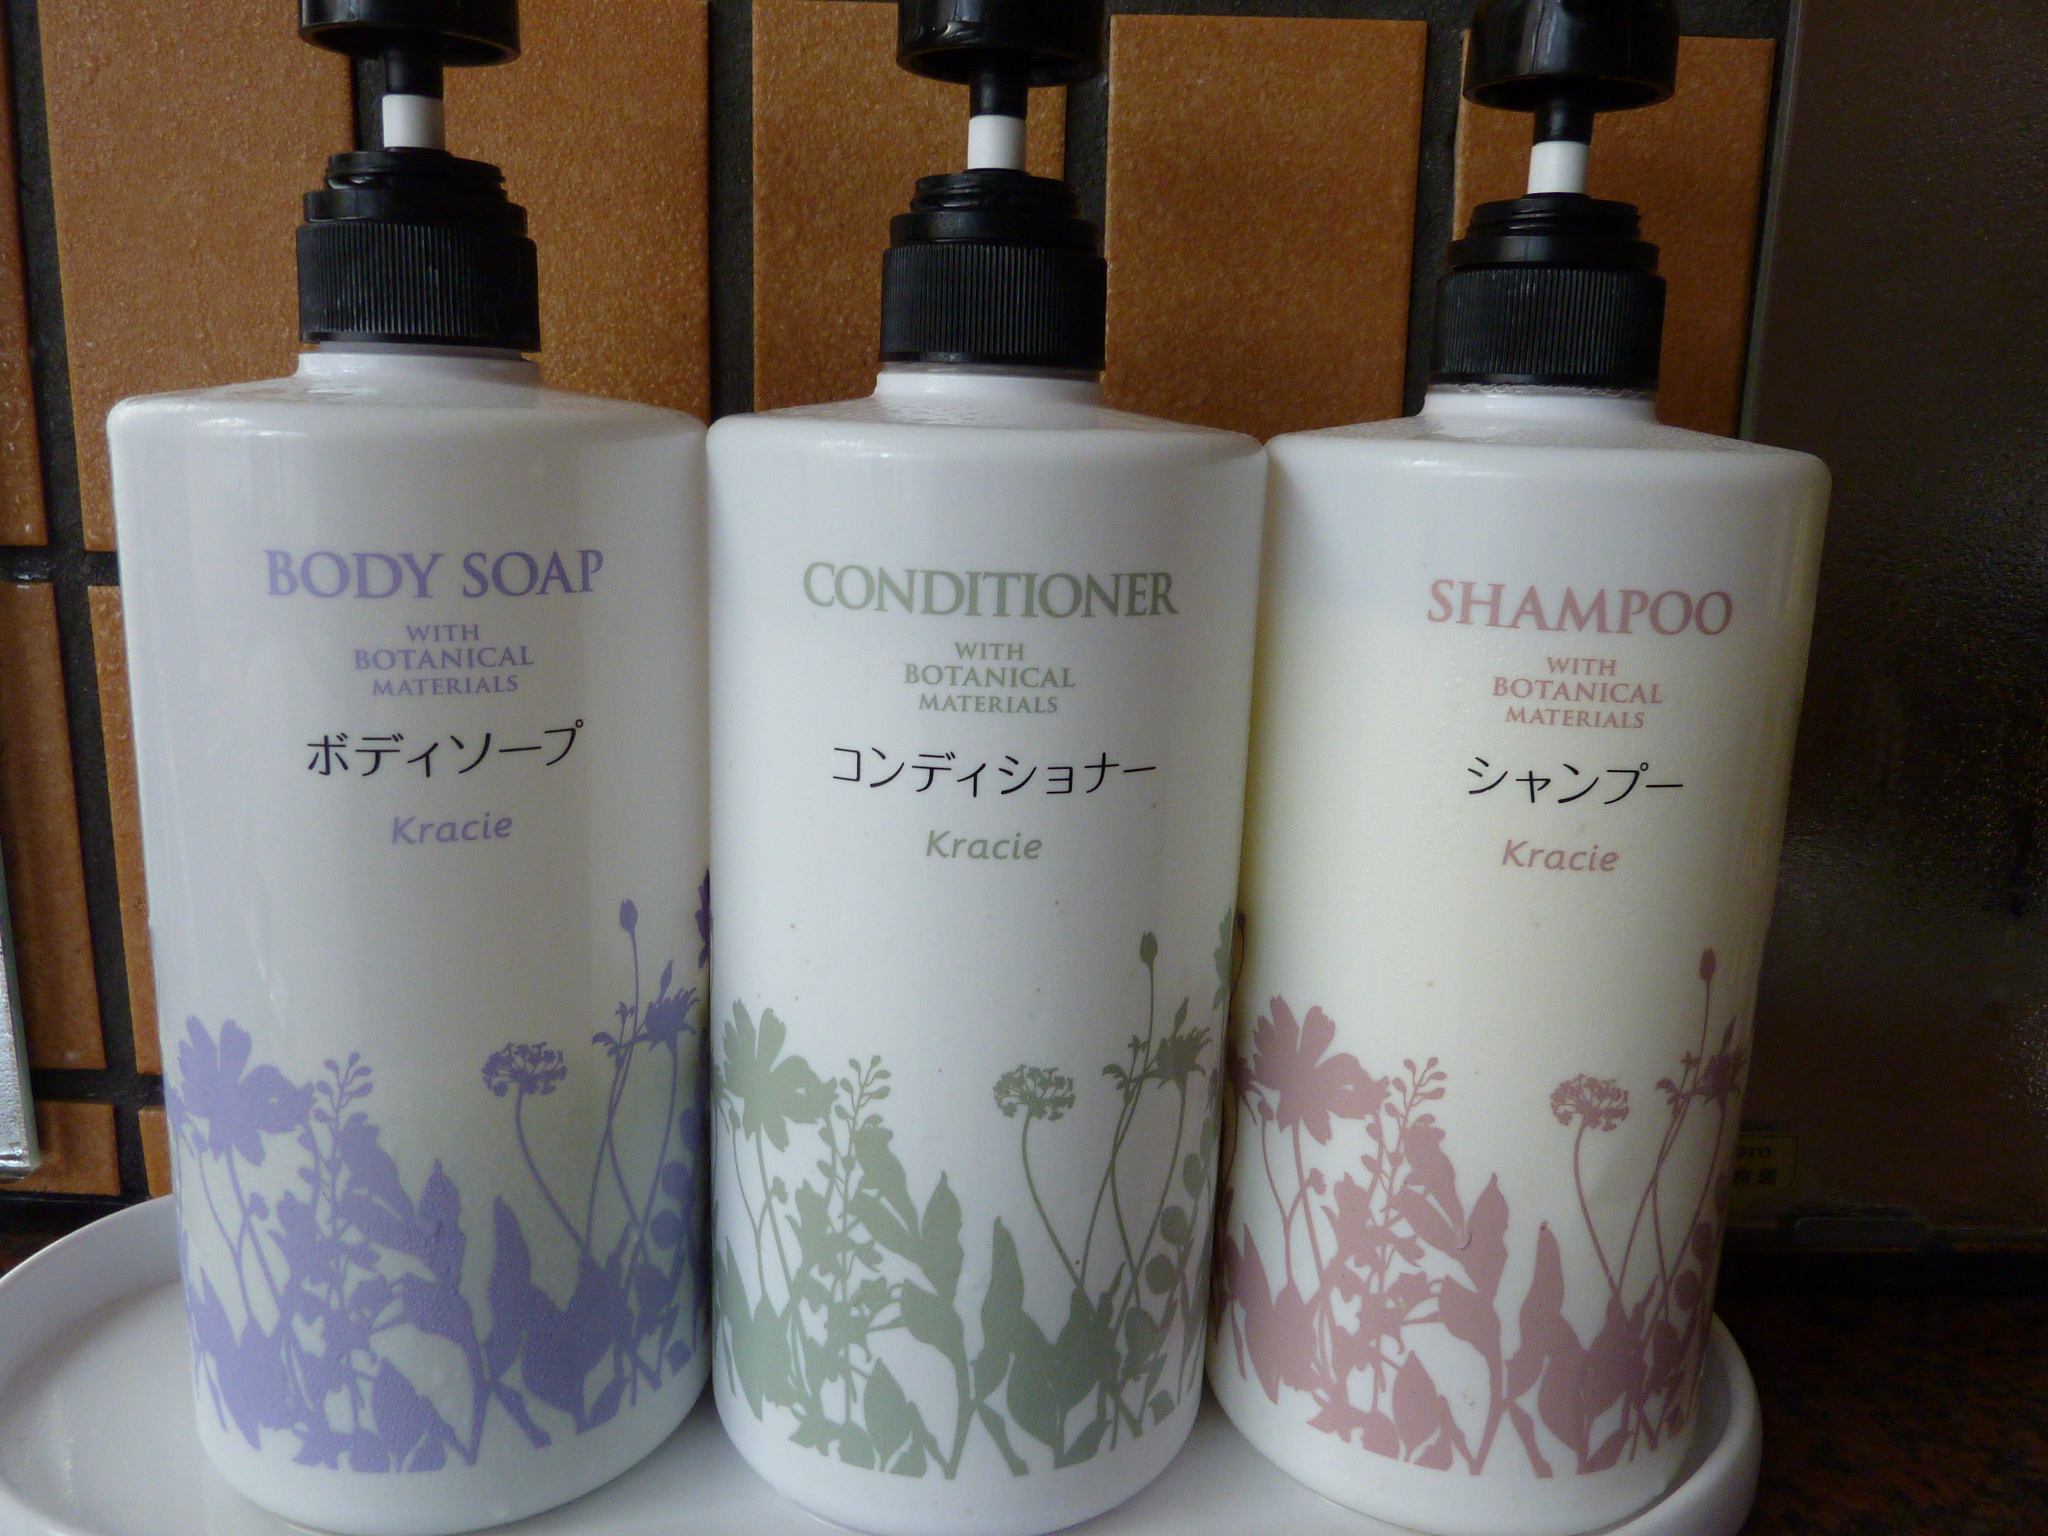 BODY SOAP
WITH
BOTANICAL
MATERIALS
ボディソープ
Kracie
CONDITIONER
WITH
BOTANICAL
MATERIALS
コンディショナー
Kracie
SHAMPOO
WITH
BOTANICAL
MATERIALS
シャンプー
Kracie